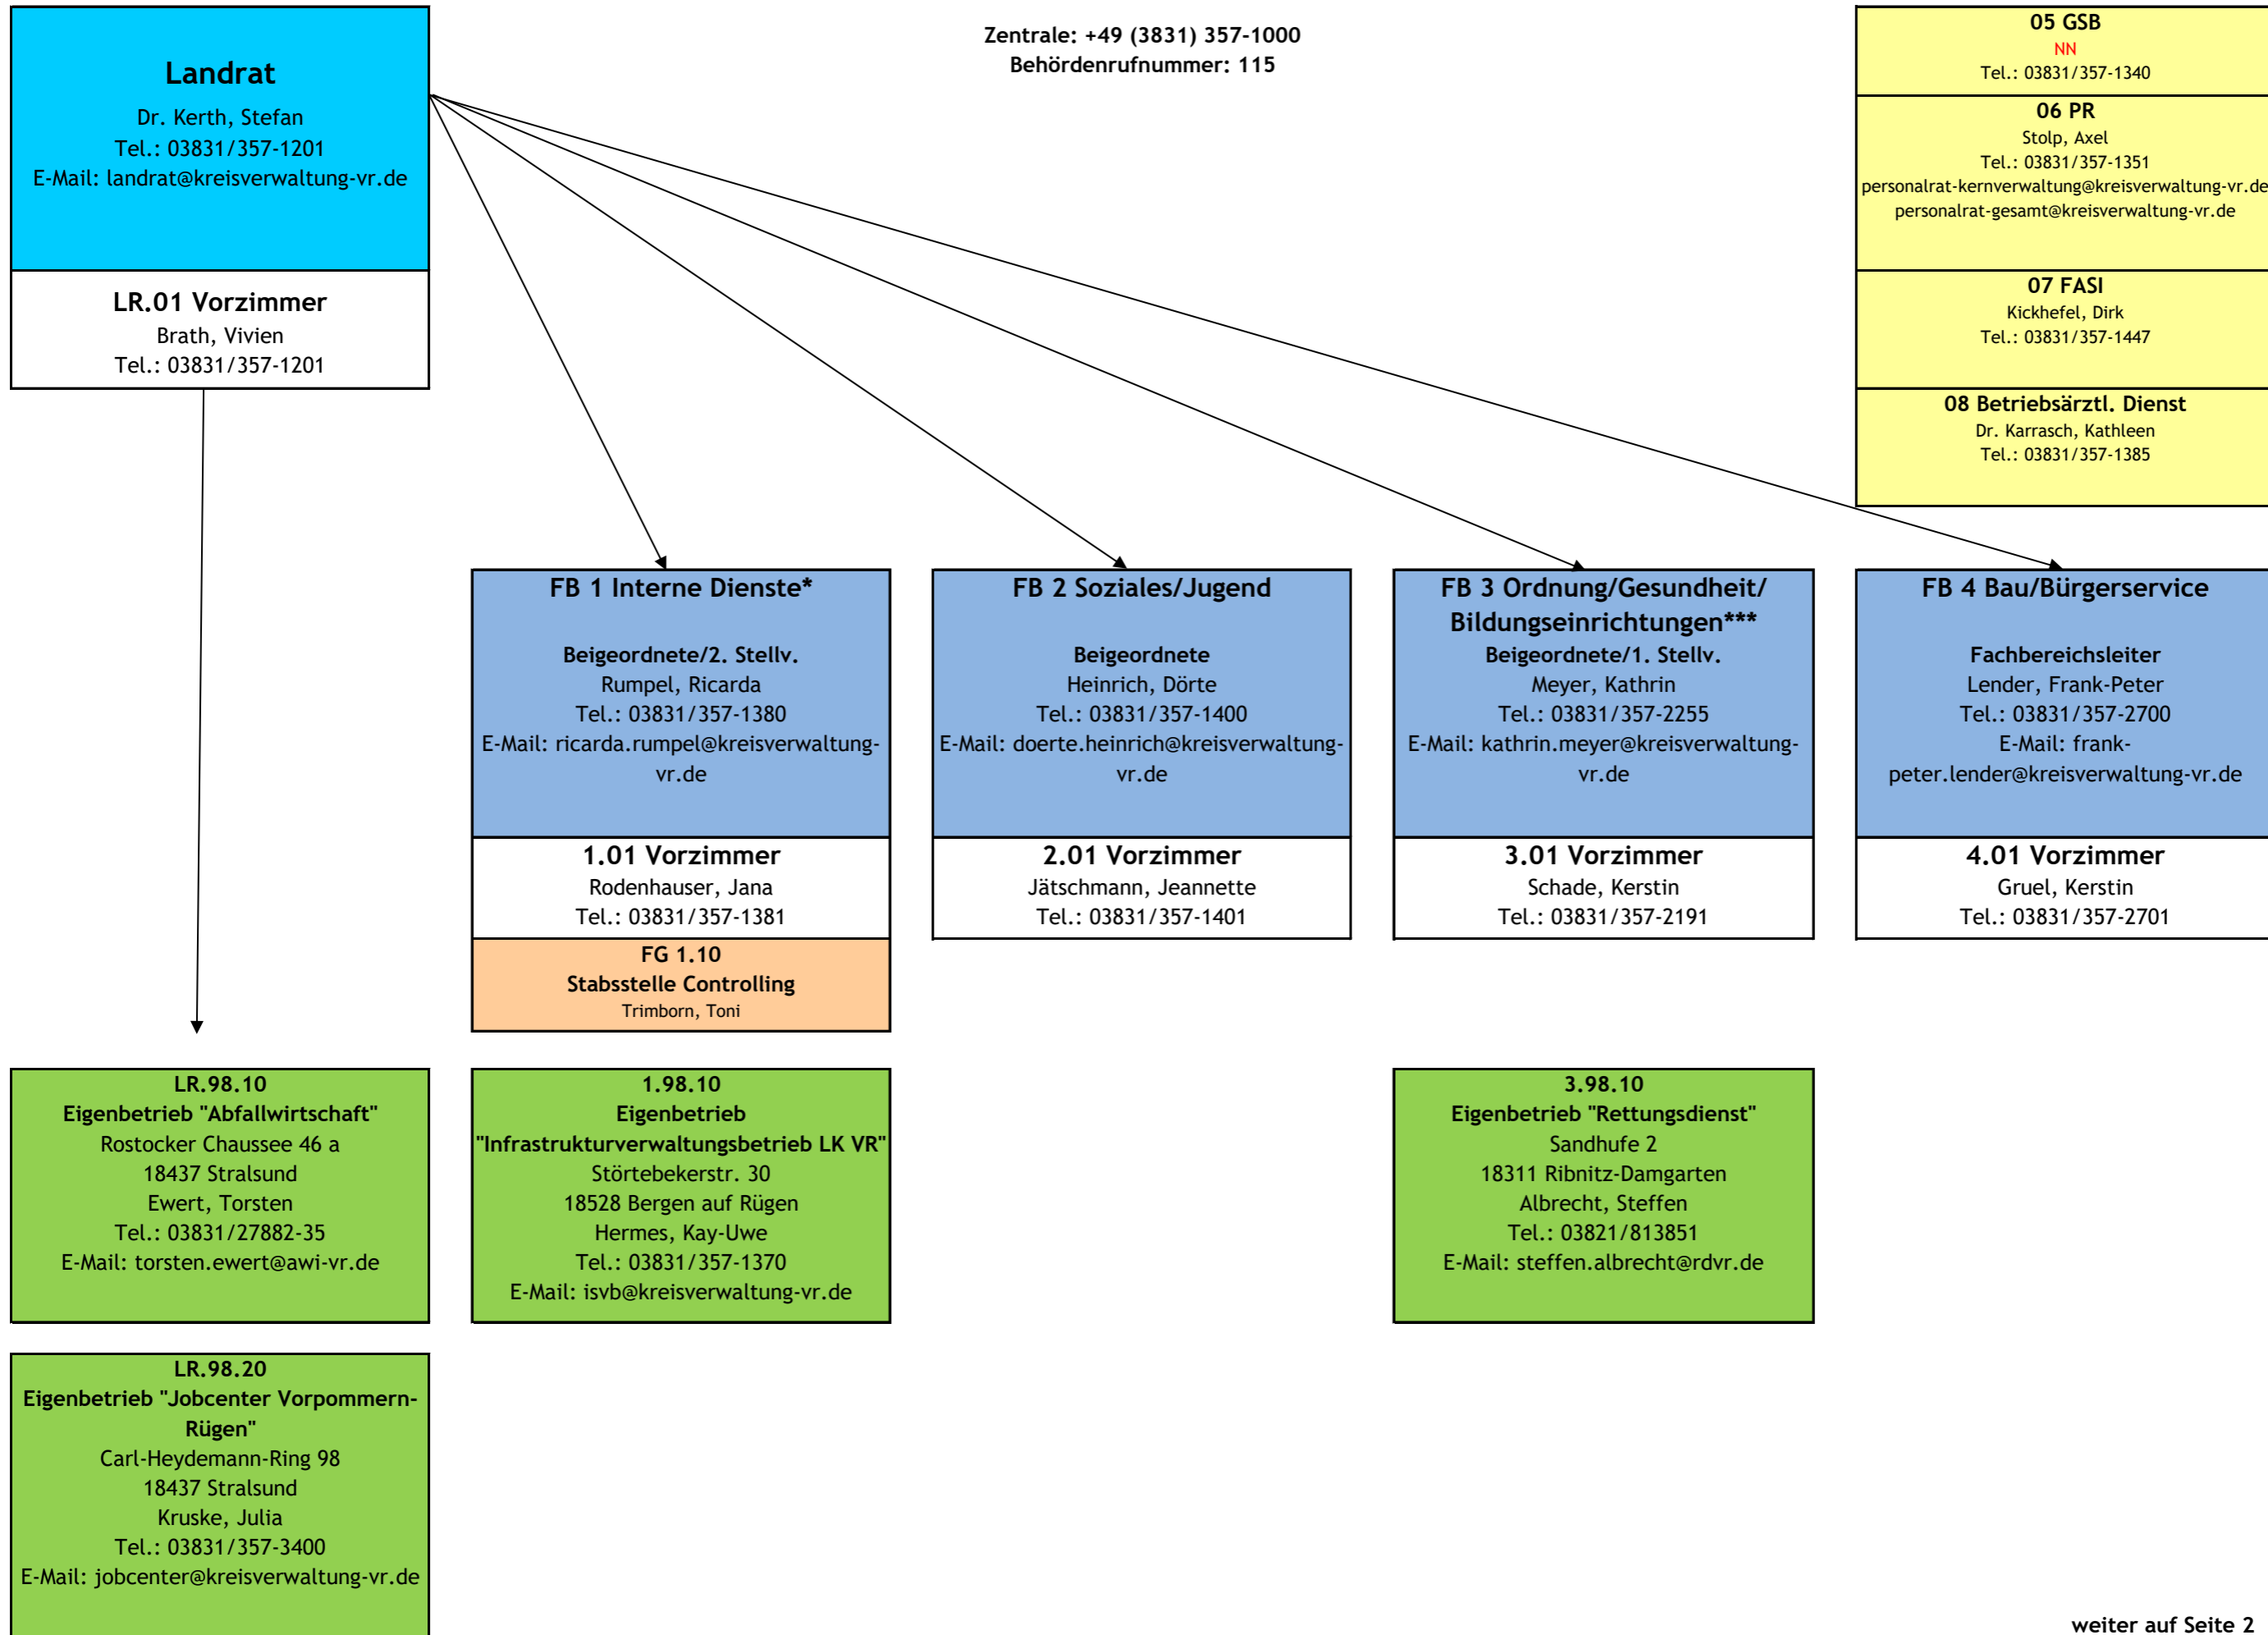 Landrat
Dr. Kerth, Stefan
Tel.: 03831/357-1201
E-Mail: landrat@kreisverwaltung-vr.de
LR.01 Vorzimmer
Brath, Vivien
Tel.: 03831/357-1201
Zentrale: +49 (3831) 357-1000
Behördenrufnummer: 115
05 GSB
NN
Tel.: 03831/357-1340
06 PR
Stolp, Axel
Tel.: 03831/357-1351
personalrat-kernverwaltung@kreisverwaltung-vr.de
personalrat-gesamt@kreisverwaltung-vr.de
07 FASI
Kickhefel, Dirk
Tel.: 03831/357-1447
08 Betriebsärztl. Dienst
Dr. Karrasch, Kathleen
Tel.: 03831/357-1385
FB 1 Interne Dienste*
Beigeordnete/2. Stellv.
Rumpel, Ricarda
Tel.: 03831/357-1380
E-Mail: ricarda.rumpel@kreisverwaltung-
vr.de
1.01 Vorzimmer
Rodenhauser, Jana
Tel.: 03831/357-1381
FG 1.10
Stabsstelle Controlling
Trimborn, Toni
FB 2 Soziales/Jugend
Beigeordnete
Heinrich, Dörte
Tel.: 03831/357-1400
E-Mail: doerte.heinrich@kreisverwaltung-
vr.de
2.01 Vorzimmer
Jätschmann, Jeannette
Tel.: 03831/357-1401
FB 3 Ordnung/Gesundheit/
Bildungseinrichtungen***
Beigeordnete/1. Stellv.
Meyer, Kathrin
Tel.: 03831/357-2255
E-Mail: kathrin.meyer@kreisverwaltung-
vr.de
3.01 Vorzimmer
Schade, Kerstin
Tel.: 03831/357-2191
FB 4 Bau/Bürgerservice
Fachbereichsleiter
Lender, Frank-Peter
Tel.: 03831/357-2700
E-Mail: frank-
peter.lender@kreisverwaltung-vr.de
4.01 Vorzimmer
Gruel, Kerstin
Tel.: 03831/357-2701
LR.98.10
Eigenbetrieb "Abfallwirtschaft"
Rostocker Chaussee 46 a
18437 Stralsund
Ewert, Torsten
Tel.: 03831/27882-35
E-Mail: torsten.ewert@awi-vr.de
1.98.10
Eigenbetrieb
"Infrastrukturverwaltungsbetrieb LK VR"
Störtebekerstr. 30
18528 Bergen auf Rügen
Hermes, Kay-Uwe
Tel.: 03831/357-1370
E-Mail: isvb@kreisverwaltung-vr.de
3.98.10
Eigenbetrieb "Rettungsdienst"
Sandhufe 2
18311 Ribnitz-Damgarten
Albrecht, Steffen
Tel.: 03821/813851
E-Mail: steffen.albrecht@rdvr.de
LR.98.20
Eigenbetrieb "Jobcenter Vorpommern-
Rügen"
Carl-Heydemann-Ring 98
18437 Stralsund
Kruske, Julia
Tel.: 03831/357-3400
E-Mail: jobcenter@kreisverwaltung-vr.de
weiter auf Seite 2